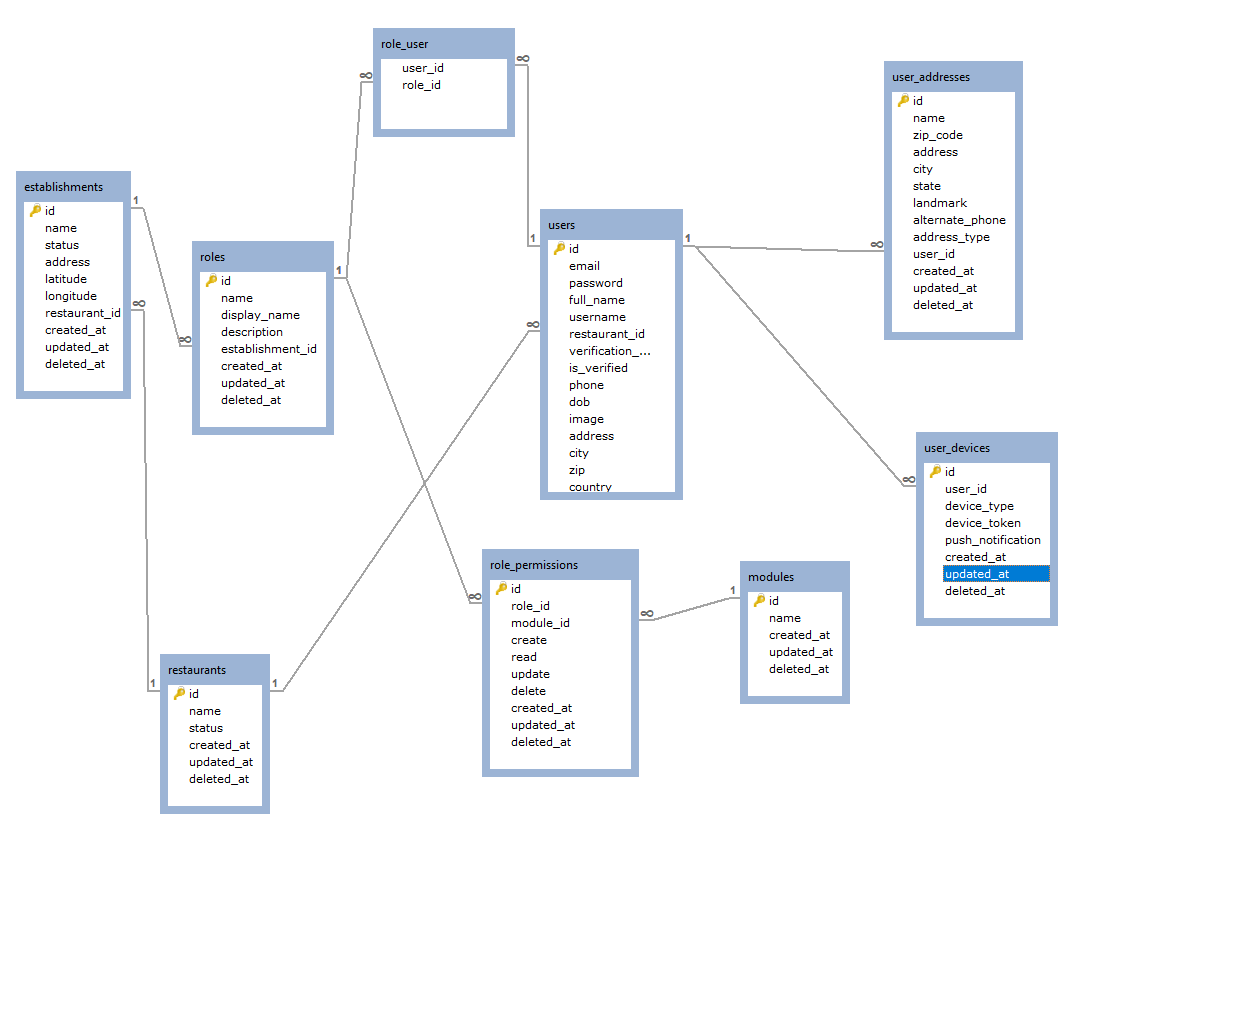 role_user
user_id
role_id
user_addresses
id
name
zip_code
address
city
state
landmark
alternate_phone
address_type
user_id
created_at
updated_at
deleted_at
establishments
id
name
status
address
latitude
longitude
restaurant_id
created_at
updated_at
deleted_at
roles
id
name
display_name
description
establishment_id
created_at
updated_at
deleted_at
users
id
email
password
full_name
username
restaurant_id
verification_...
is_verified
phone
dob
image
address
city
zip
country
user_devices
id
user_id
device_type
device_token
push_notification
created_at
updated_at
deleted_at
role_permissions
id
role_id
module_id
create
read
update
delete
created_at
updated_at
deleted_at
modules
id
name
created_at
updated_at
deleted_at
restaurants
id
name
status
created_at
updated_at
deleted_at
1
∞
∞
1
∞
1
∞
1
∞
1
∞
∞
∞
1
∞
1